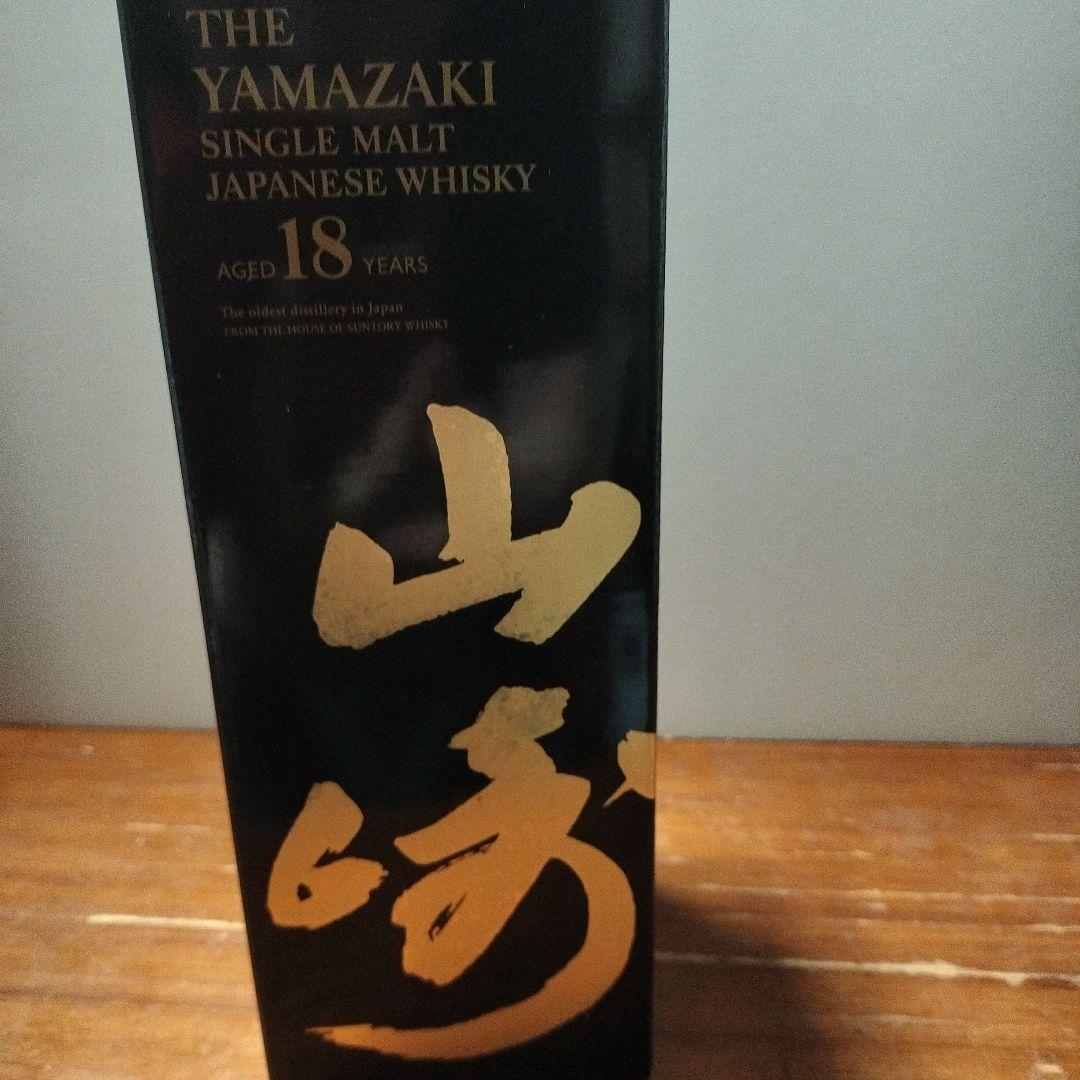 THE
YAMAZAKI
SINGLE MALT
JAPANESE WHISKY
AGED 18 YEARS
The oldest distillery in Japan
FROM THE HOUSE OF SUNTORY WHISKY
山
崎